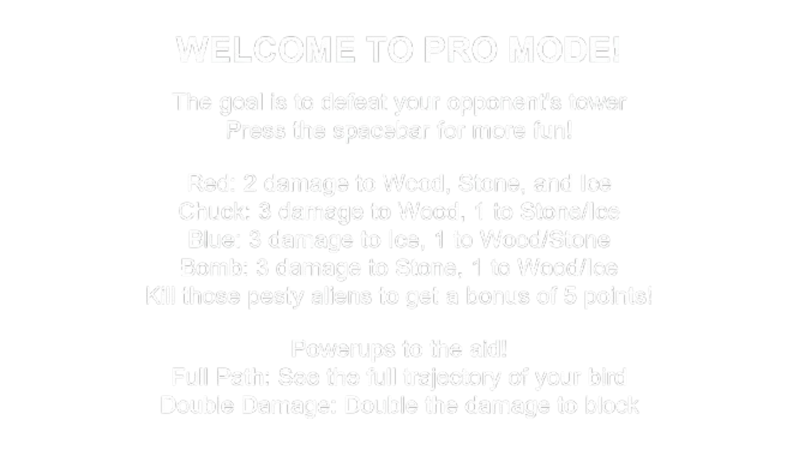 WELCOME TO PRO MODE!
The goal is to defeat your opponent's tower
Press the spacebar for more fun!
Red: 2 damage to Wood, Stone, and Ice
Chuck: 3 damage to Wood, 1 to Stone/Ice
Blue: 3 damage to Ice, 1 to Wood/Stone
Bomb: 3 damage to Stone, 1 to Wood/Ice
Kill those pesty aliens to get a bonus of 5 points!
Powerups to the aid!
Full Path: See the full trajectory of your bird
Double Damage: Double the damage to block